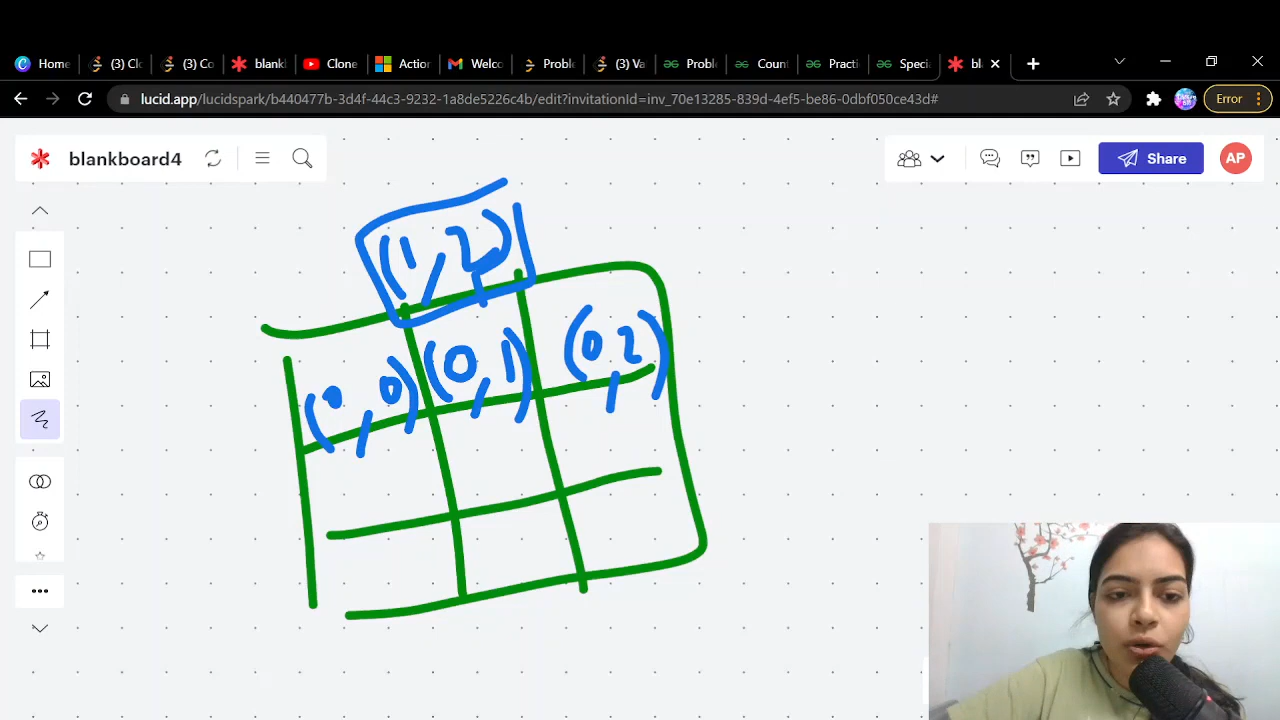 Home
(3) Cl
(3) Co
blank
Clone
Action
Welco
Proble
(3) Va
Probl
Count
Practi
Speci
bl
lucid.app/lucidspark/b440477b-3d4f-44c3-9232-1a8de5226c4b/edit?invitationId=inv_70e13285-839d-4ef5-be86-0dbf050ce43d#
Error
blankboard4
Share
AP
(1, 2)
(0, 0) (0, 1) (0, 2)